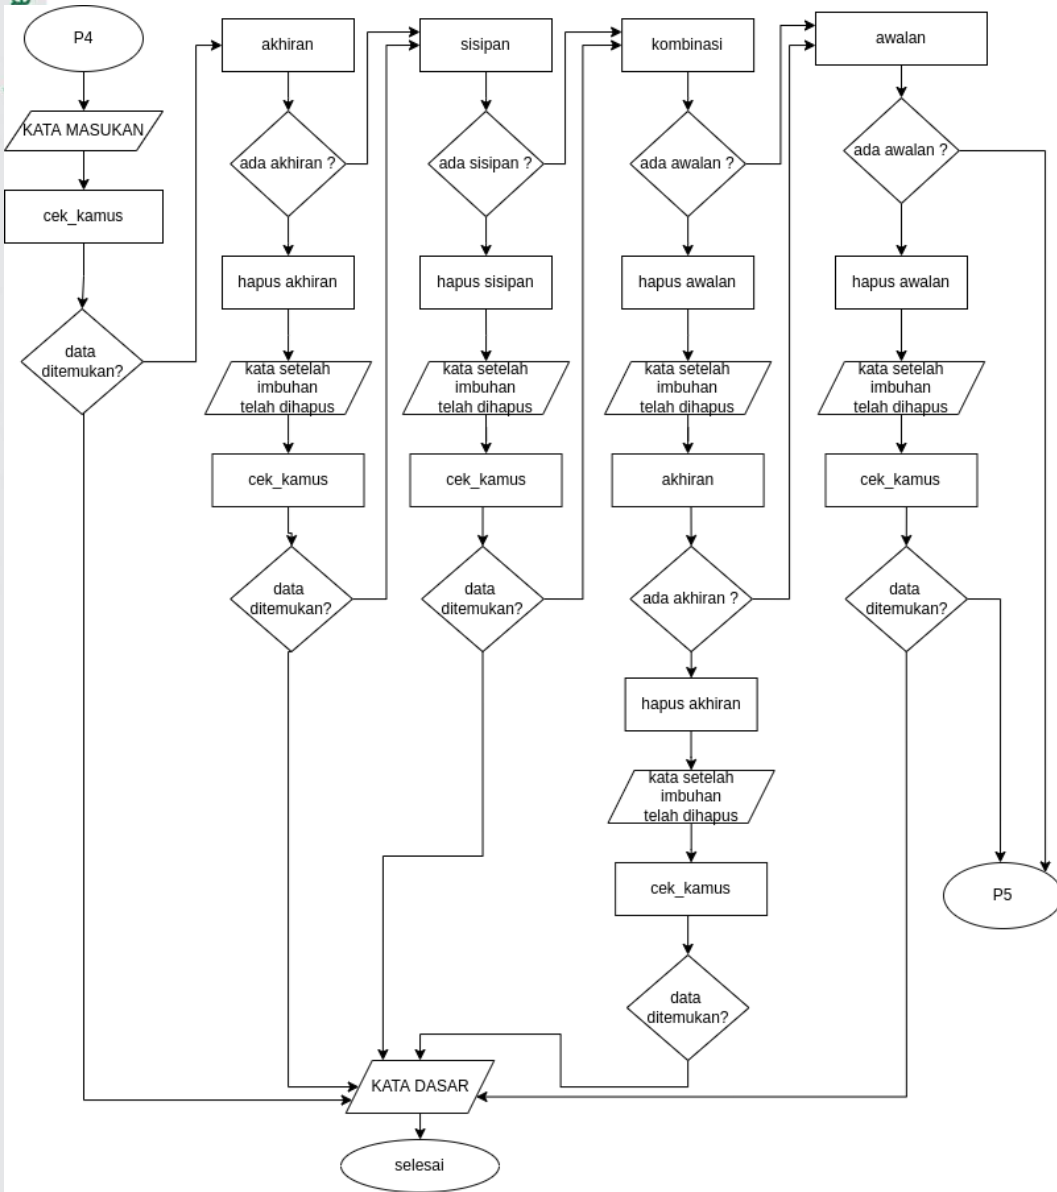 P4
KATA MASUKAN
cek_kamus
data
ditemukan?
akhiran
ada akhiran ?
hapus akhiran
kata setelah
imbuhan
telah dihapus
cek_kamus
data
ditemukan?
sisipan
ada sisipan ?
hapus sisipan
kata setelah
imbuhan
telah dihapus
cek_kamus
data
ditemukan?
kombinasi
ada awalan ?
hapus awalan
kata setelah
imbuhan
telah dihapus
akhiran
ada akhiran ?
hapus akhiran
kata setelah
imbuhan
telah dihapus
cek_kamus
data
ditemukan?
awalan
ada awalan ?
hapus awalan
kata setelah
imbuhan
telah dihapus
cek_kamus
data
ditemukan?
P5
KATA DASAR
selesai